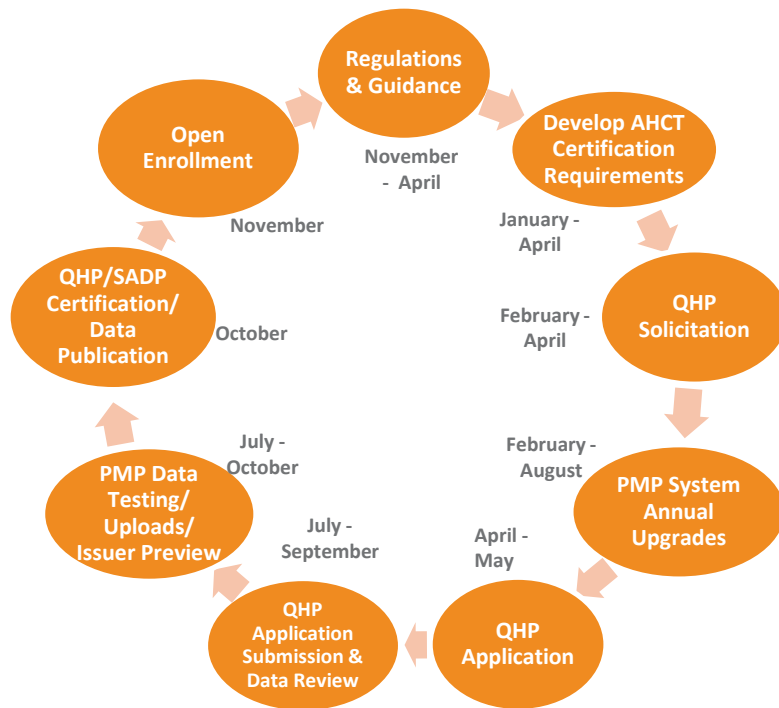 Regulations
& Guidance
November
- April
Develop AHCT
Certification
Requirements
January -
April
QHP
Solicitation
February -
April
PMP System
Annual
Upgrades
February -
August
QHP
Application
April -
May
QHP
Application
Submission &
Data Review
July -
September
PMP Data
Testing/
Uploads/
Issuer Preview
July -
October
QHP/SADP
Certification/
Data
Publication
October
Open
Enrollment
November